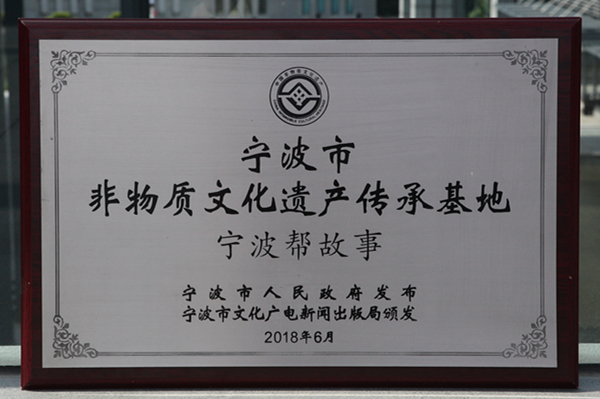 宁波市
非物质文化遗产传承基地
宁波帮故事
宁波市人民政府发布
宁波市文化广电新闻出版局颁发
2018年6月